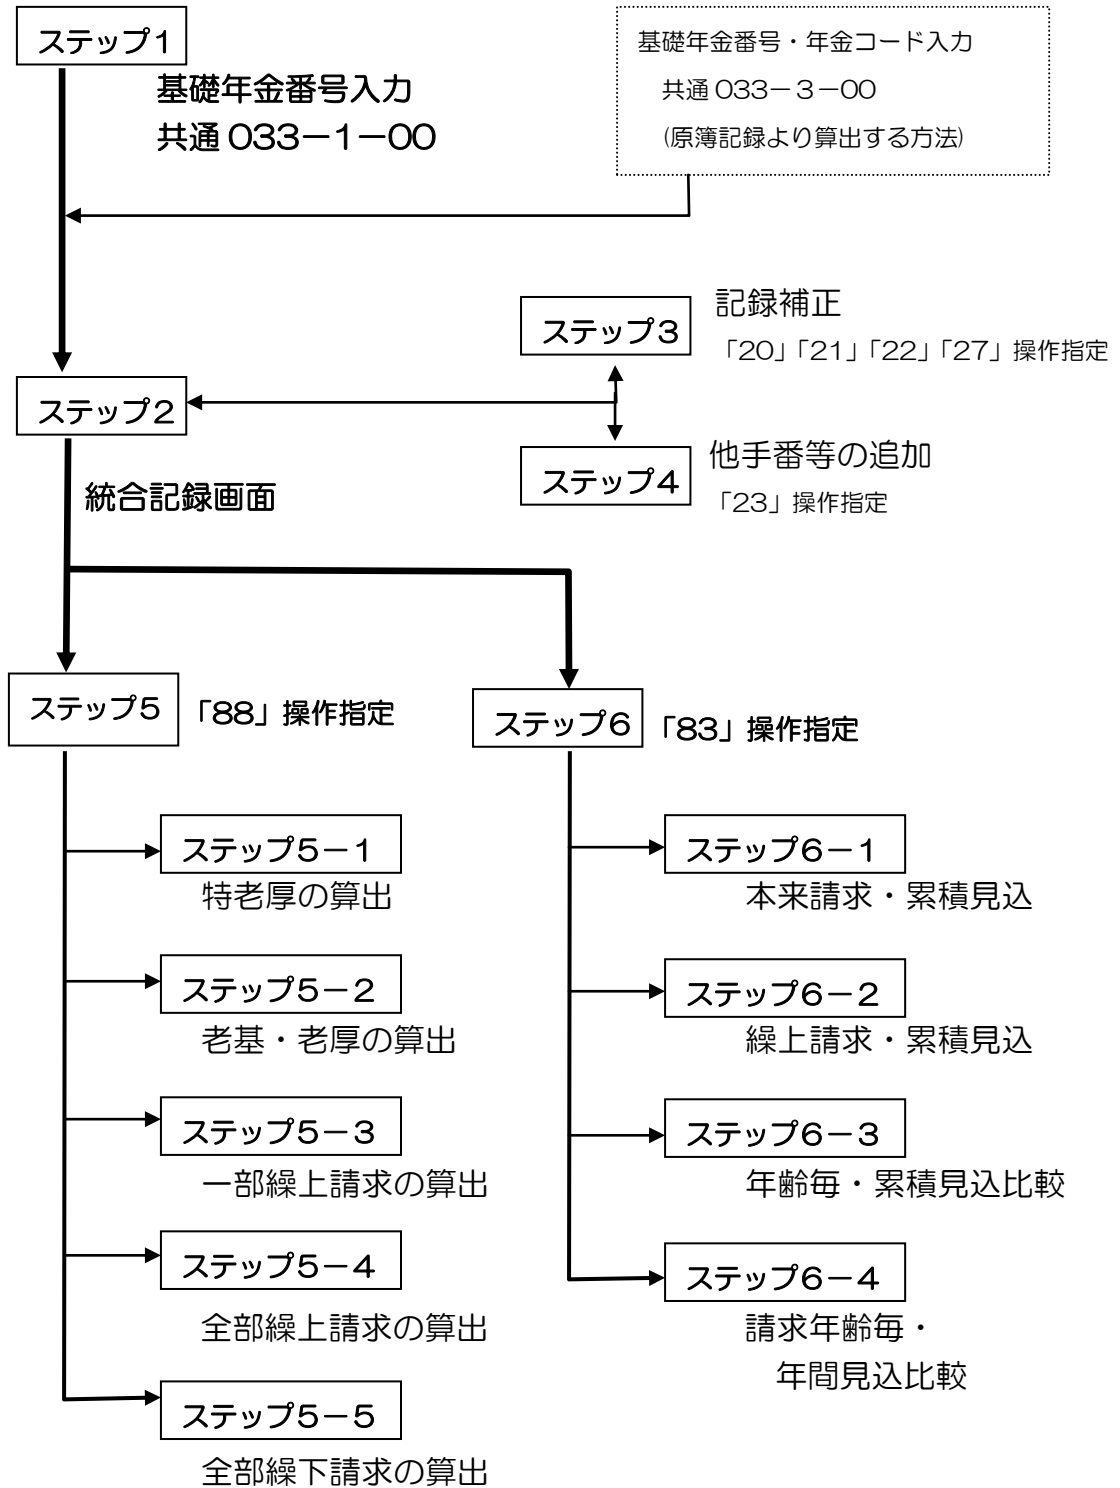 ステップ1
基礎年金番号入力
共通033－1－00
基礎年金番号・年金コード入力
共通033－3－00
(原簿記録より算出する方法)
ステップ3
記録補正
「20」「21」「22」「27」操作指定
ステップ2
ステップ4
他手番等の追加
「23」操作指定
統合記録画面
ステップ5
「88」操作指定
ステップ6
「83」操作指定
ステップ5－1
特老厚の算出
ステップ5－2
老基・老厚の算出
ステップ5－3
一部繰上請求の算出
ステップ5－4
全部繰上請求の算出
ステップ5－5
全部繰下請求の算出
ステップ6－1
本来請求・累積見込
ステップ6－2
繰上請求・累積見込
ステップ6－3
年齢毎・累積見込比較
ステップ6－4
請求年齢毎・
年間見込比較